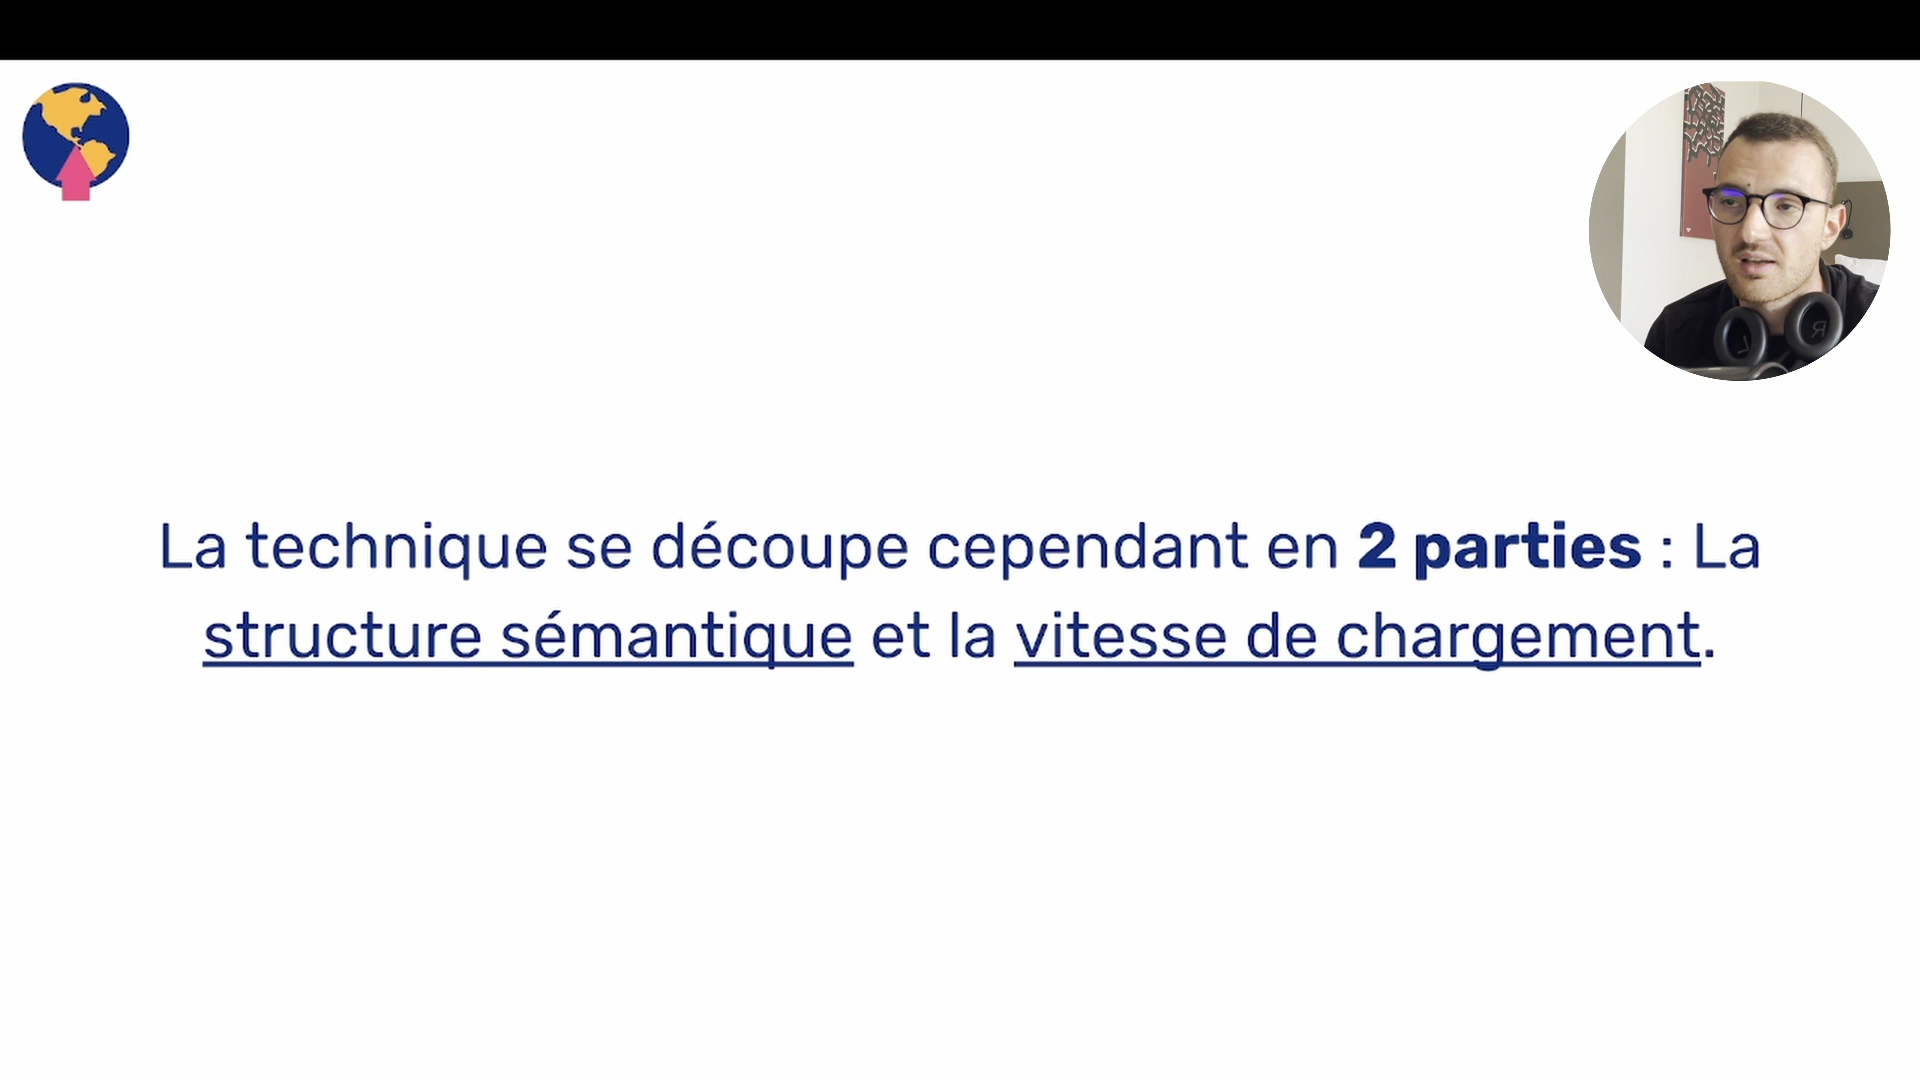 La technique se découpe cependant en 2 parties : La
structure sémantique et la vitesse de chargement.